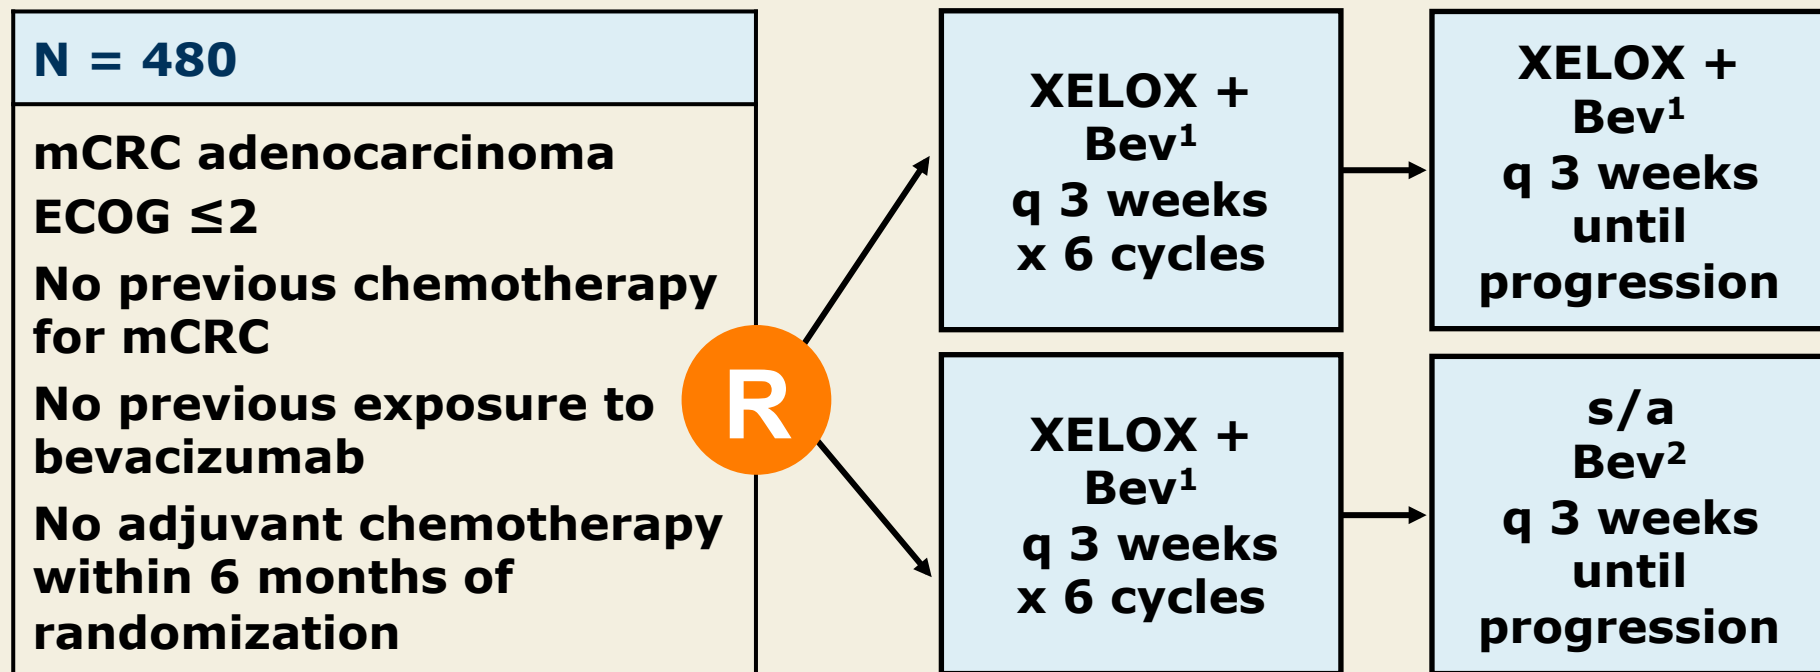 N = 480
mCRC adenocarcinoma
ECOG ≤2
No previous chemotherapy
for mCRC
No previous exposure to
bevacizumab
No adjuvant chemotherapy
within 6 months of
randomization
R
XELOX +
Bev¹
q 3 weeks
x 6 cycles
XELOX +
Bev¹
q 3 weeks
until
progression
XELOX +
Bev¹
q 3 weeks
x 6 cycles
s/a
Bev²
q 3 weeks
until
progression